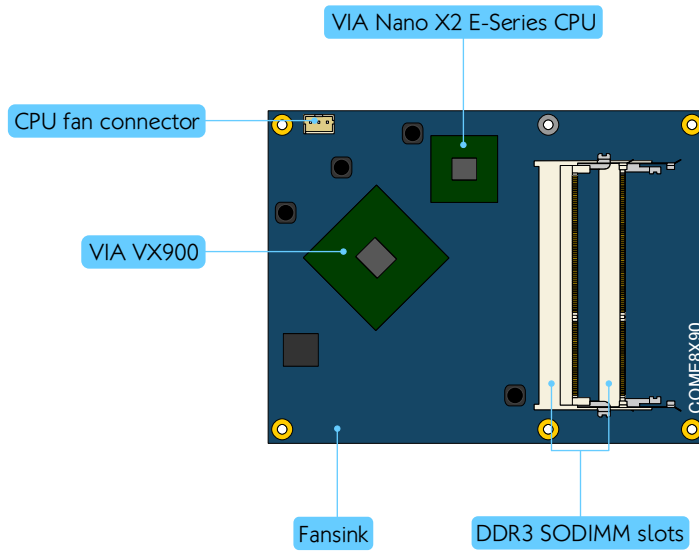 VIA Nano X2 E-Series CPU
CPU fan connector
VIA VX900
COME8X90
Fansink
DDR3 SODIMM slots